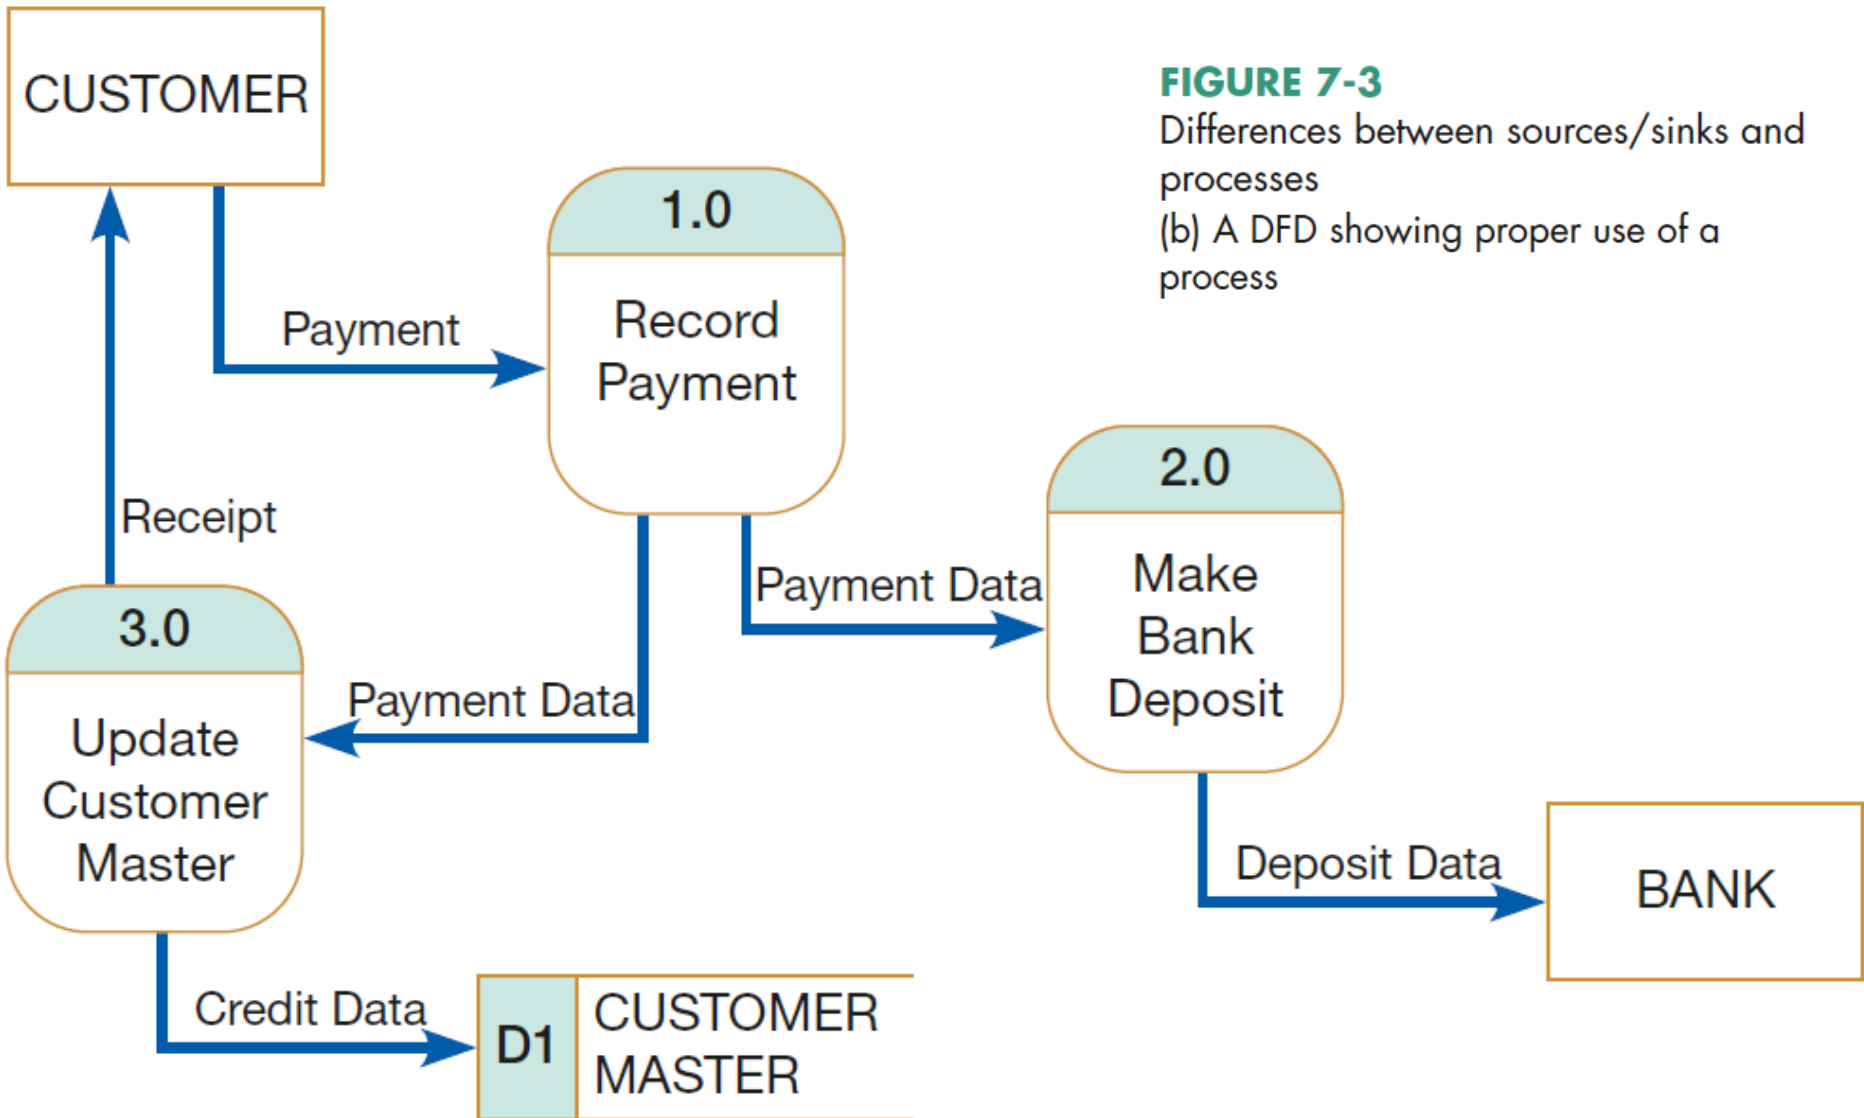 CUSTOMER
FIGURE 7-3
Differences between sources/sinks and
processes
(b) A DFD showing proper use of a
process
1.0
Record
Payment
Payment
Receipt
2.0
Make
Bank
Deposit
Payment Data
3.0
Update
Customer
Master
Payment Data
Deposit Data
BANK
Credit Data
D1
CUSTOMER
MASTER